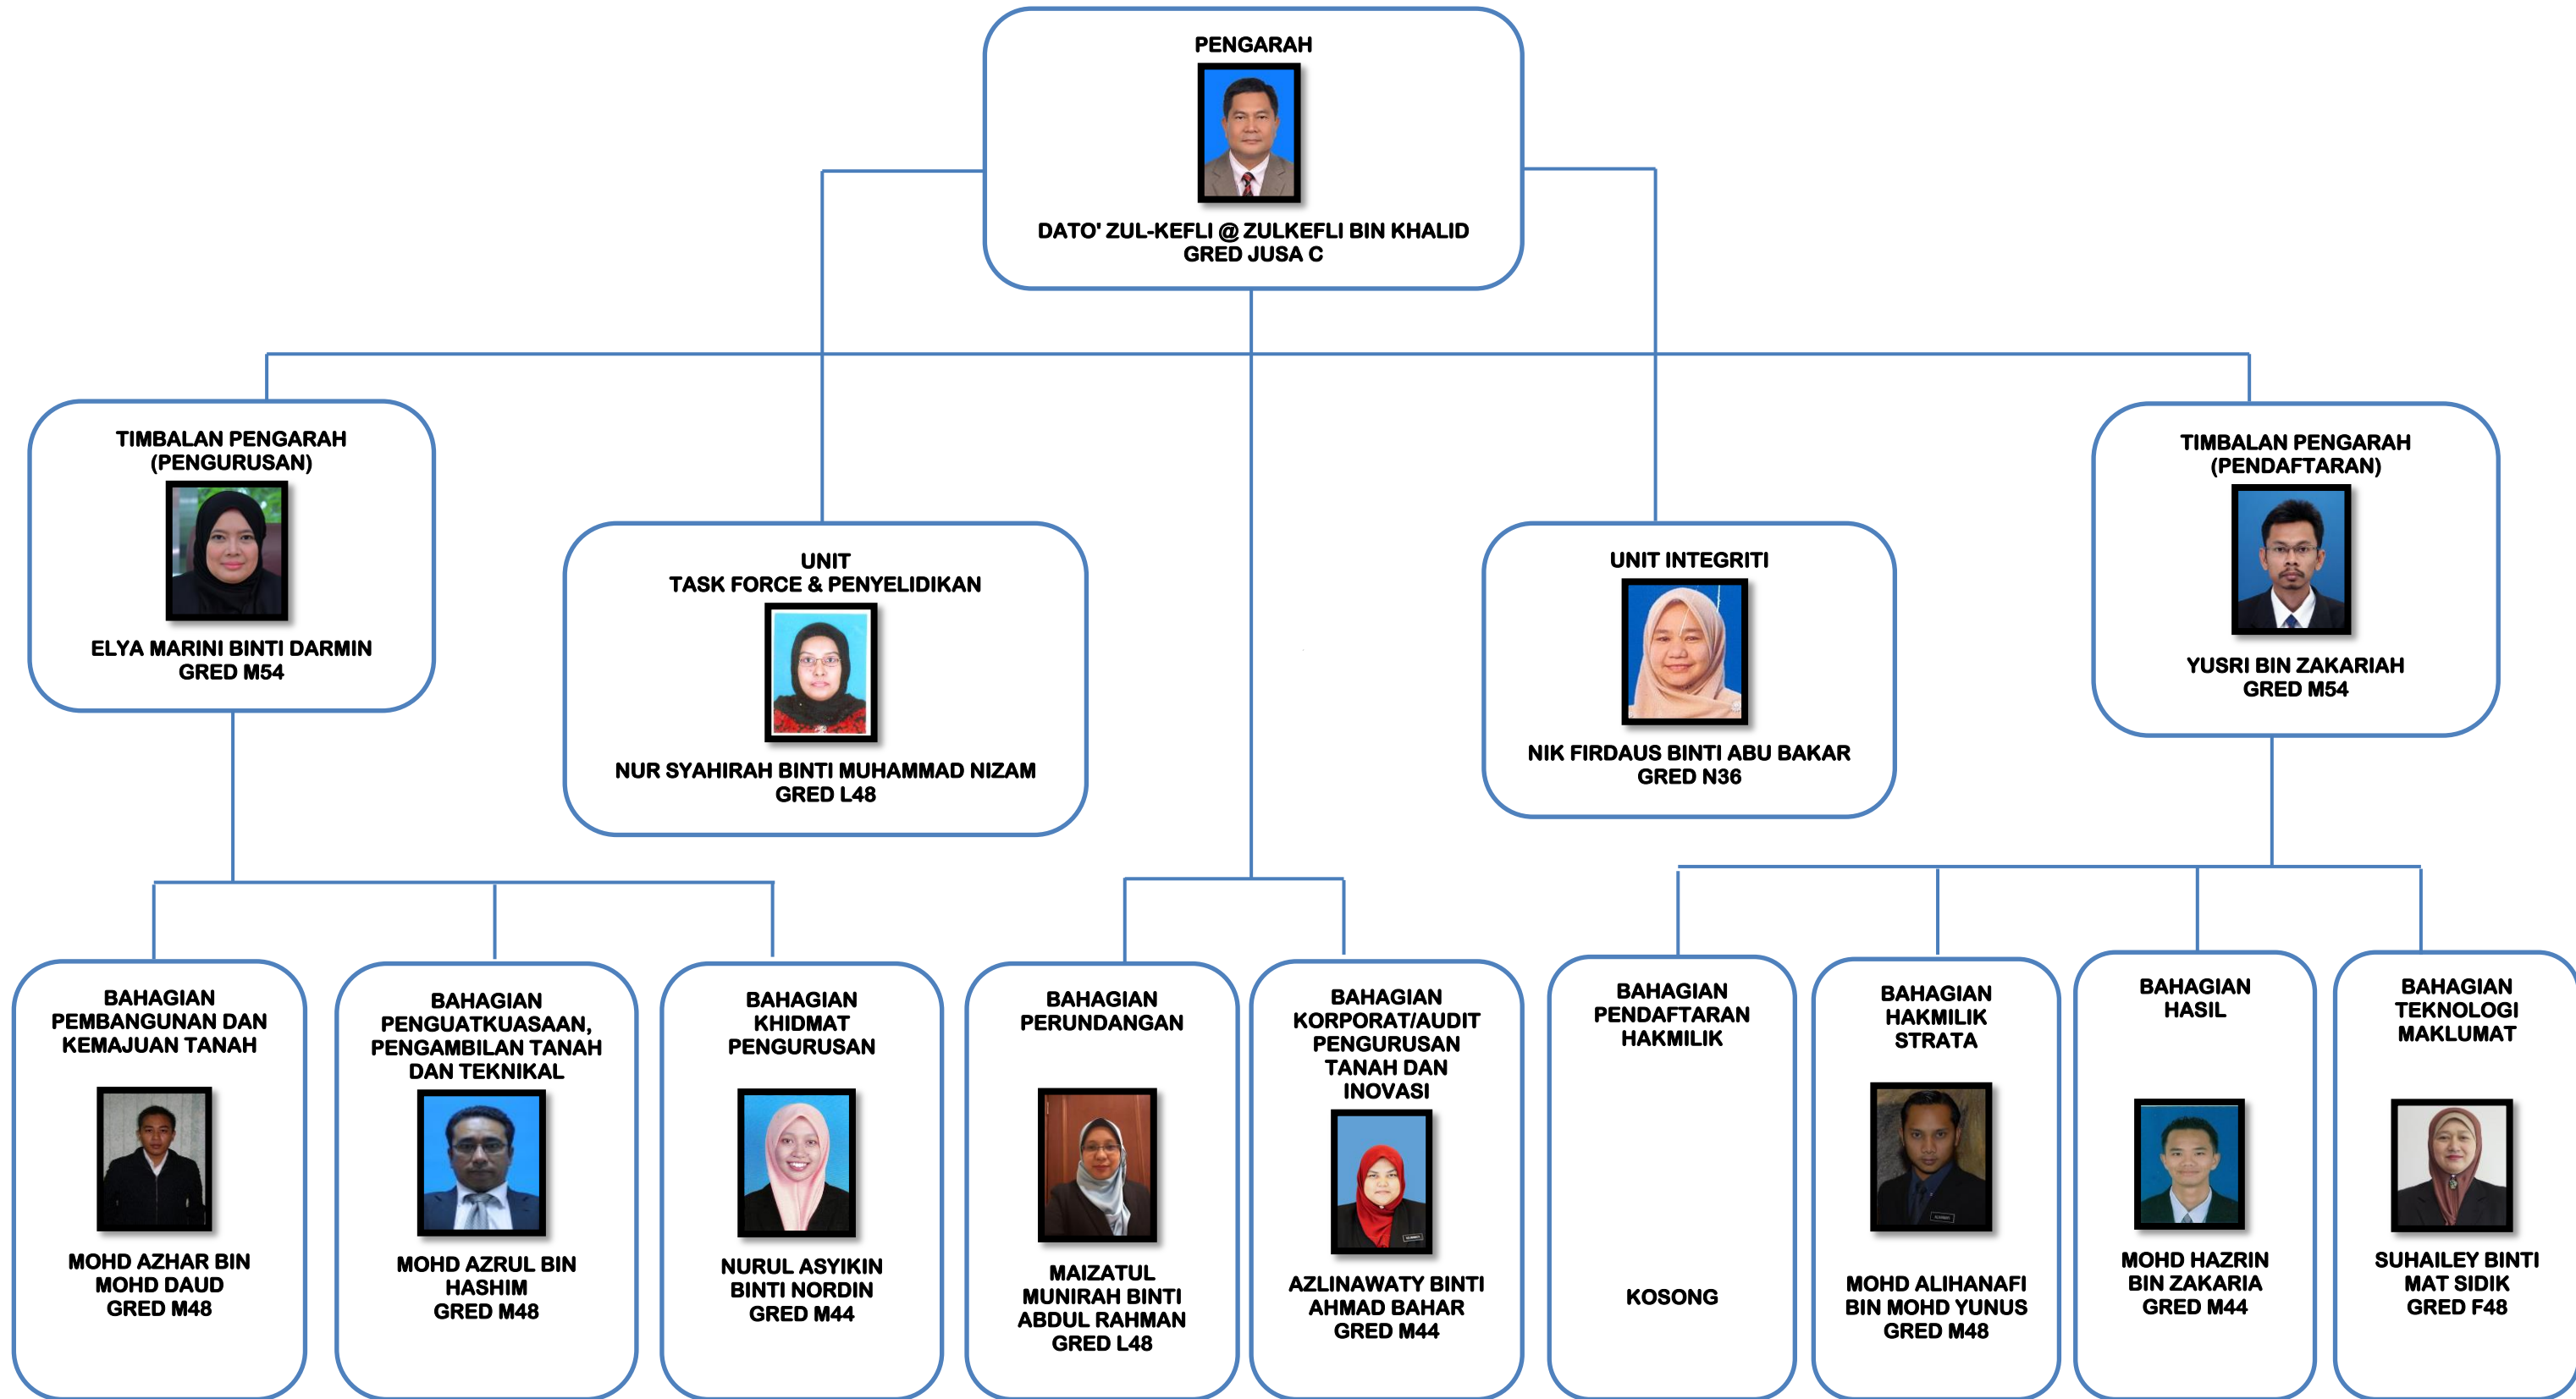 PENGARAH
DATO' ZUL-KEFLI @ ZULKEFLI BIN KHALID
GRED JUSA C
TIMBALAN PENGARAH
(PENGURUSAN)
ELYA MARINI BINTI DARMIN
GRED M54
UNIT
TASK FORCE & PENYELIDIKAN
NUR SYAHIRAH BINTI MUHAMMAD NIZAM
GRED L48
UNIT INTEGRITI
NIK FIRDAUS BINTI ABU BAKAR
GRED N36
TIMBALAN PENGARAH
(PENDAFTARAN)
YUSRI BIN ZAKARIAH
GRED M54
BAHAGIAN
PEMBANGUNAN DAN
KEMAJUAN TANAH
MOHD AZHAR BIN
MOHD DAUD
GRED M48
BAHAGIAN
PENGUATKUASAAN,
PENGAMBILAN TANAH
DAN TEKNIKAL
MOHD AZRUL BIN
HASHIM
GRED M48
BAHAGIAN
KHIDMAT
PENGURUSAN
NURUL ASYIKIN
BINTI NORDIN
GRED M44
BAHAGIAN
PERUNDANGAN
MAIZATUL
MUNIRAH BINTI
ABDUL RAHMAN
GRED L48
BAHAGIAN
KORPORAT/AUDIT
PENGURUSAN
TANAH DAN
INOVASI
AZLINAWATY BINTI
AHMAD BAHAR
GRED M44
BAHAGIAN
PENDAFTARAN
HAKMILIK
KOSONG
BAHAGIAN
HAKMILIK
STRATA
MOHD ALIHANAFI
BIN MOHD YUNUS
GRED M48
BAHAGIAN
HASIL
MOHD HAZRIN
BIN ZAKARIA
GRED M44
BAHAGIAN
TEKNOLOGI
MAKLUMAT
SUHAILEY BINTI
MAT SIDIK
GRED F48